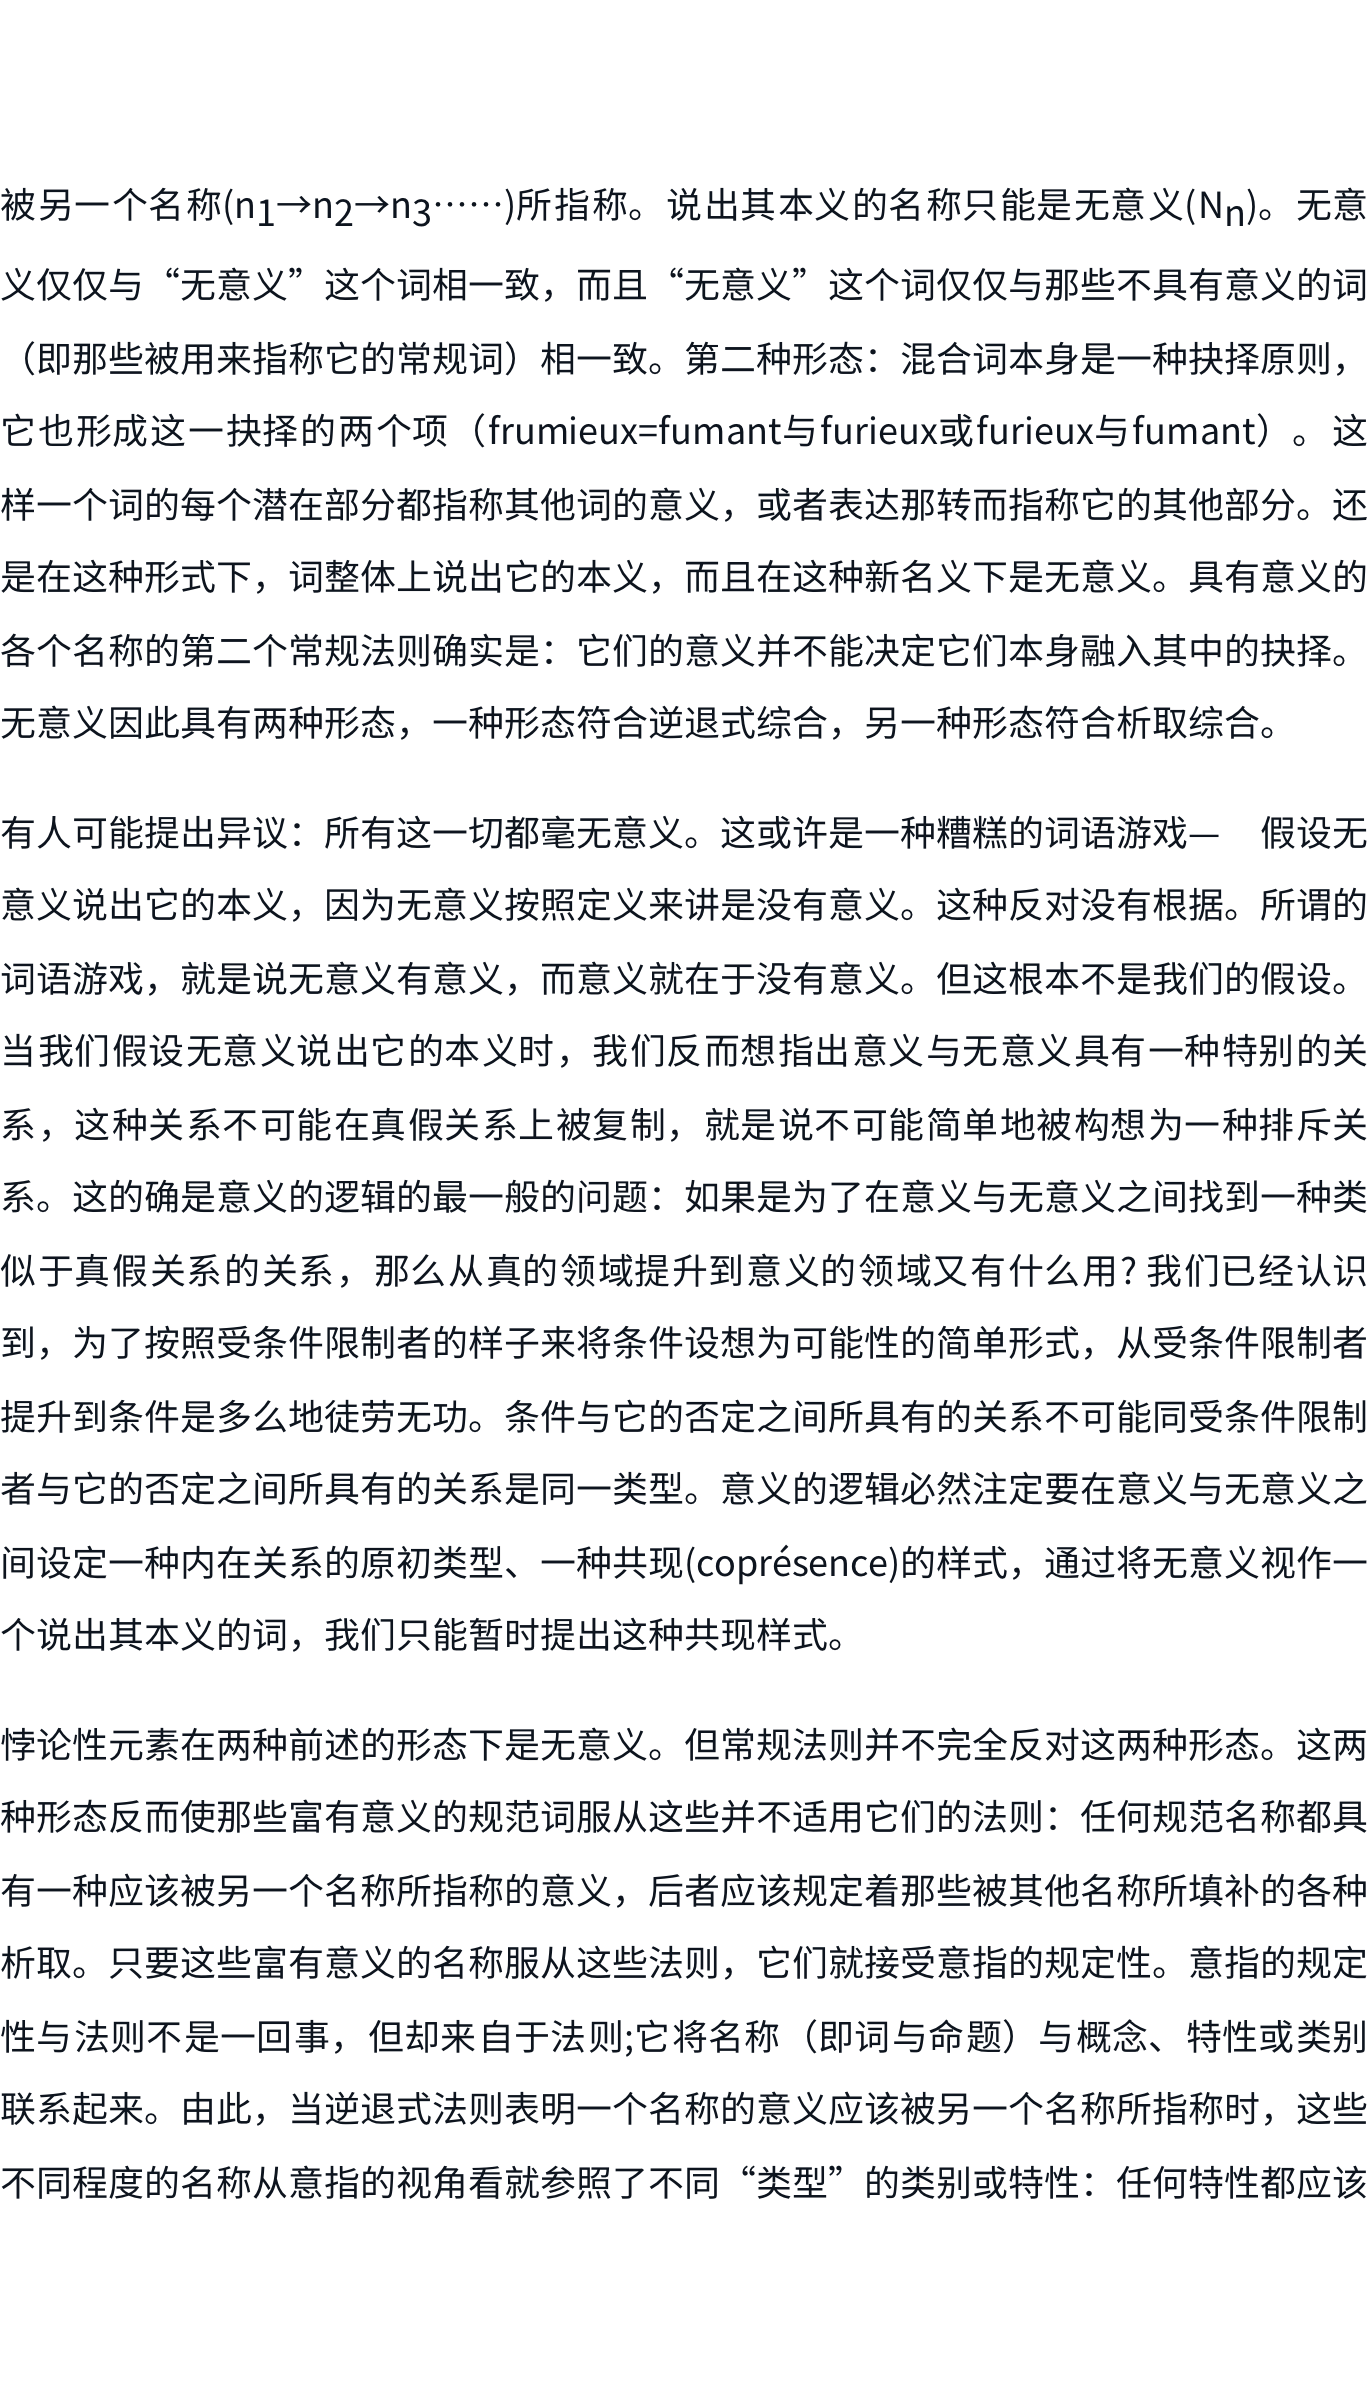 被另一个名称(n1→n2→n3……)所指称。说出其本义的名称只能是无意义(Nn)。无意
义仅仅与“无意义”这个词相一致，而且“无意义”这个词仅仅与那些不具有意义的词
（即那些被用来指称它的常规词）相一致。第二种形态：混合词本身是一种抉择原则，
它也形成这一抉择的两个项（frumieux=fumant与furieux或furieux与fumant）。这
样一个词的每个潜在部分都指称其他词的意义，或者表达那转而指称它的其他部分。还
是在这种形式下，词整体上说出它的本义，而且在这种新名义下是无意义。具有意义的
各个名称的第二个常规法则确实是：它们的意义并不能决定它们本身融入其中的抉择。
无意义因此具有两种形态，一种形态符合逆退式综合，另一种形态符合析取综合。
有人可能提出异议：所有这一切都毫无意义。这或许是一种糟糕的词语游戏— 假设无
意义说出它的本义，因为无意义按照定义来讲是没有意义。这种反对没有根据。所谓的
词语游戏，就是说无意义有意义，而意义就在于没有意义。但这根本不是我们的假设。
当我们假设无意义说出它的本义时，我们反而想指出意义与无意义具有一种特别的关
系，这种关系不可能在真假关系上被复制，就是说不可能简单地被构想为一种排斥关
系。这的确是意义的逻辑的最一般的问题：如果是为了在意义与无意义之间找到一种类
似于真假关系的关系，那么从真的领域提升到意义的领域又有什么用? 我们已经认识
到，为了按照受条件限制者的样子来将条件设想为可能性的简单形式，从受条件限制者
提升到条件是多么地徒劳无功。条件与它的否定之间所具有的关系不可能同受条件限制
者与它的否定之间所具有的关系是同一类型。意义的逻辑必然注定要在意义与无意义之
间设定一种内在关系的原初类型、一种共现(coprésence)的样式，通过将无意义视作一
个说出其本义的词，我们只能暂时提出这种共现样式。
悖论性元素在两种前述的形态下是无意义。但常规法则并不完全反对这两种形态。这两
种形态反而使那些富有意义的规范词服从这些并不适用它们的法则：任何规范名称都具
有一种应该被另一个名称所指称的意义，后者应该规定着那些被其他名称所填补的各种
析取。只要这些富有意义的名称服从这些法则，它们就接受意指的规定性。意指的规定
性与法则不是一回事，但却来自于法则;它将名称（即词与命题）与概念、特性或类别
联系起来。由此，当逆退式法则表明一个名称的意义应该被另一个名称所指称时，这些
不同程度的名称从意指的视角看就参照了不同“类型”的类别或特性：任何特性都应该